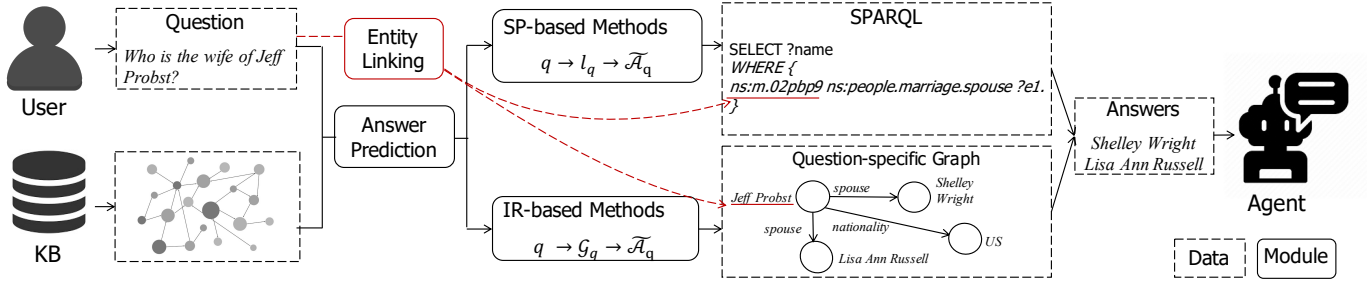 User
KB
Question
Who is the wife of Jeff
Probst?
Entity
Linking
Answer
Prediction
SP-based Methods
q → l_q → Ã_q
IR-based Methods
q → G_q → Ã_q
SPARQL
SELECT ?name
WHERE {
ns:m.02pbp9 ns:people.marriage.spouse ?e1.
}
Question-specific Graph
Jeff Probst
spouse
Shelley
Wright
spouse
nationality
US
Lisa Ann Russell
Answers
Shelley Wright
Lisa Ann Russell
Agent
Data
Module